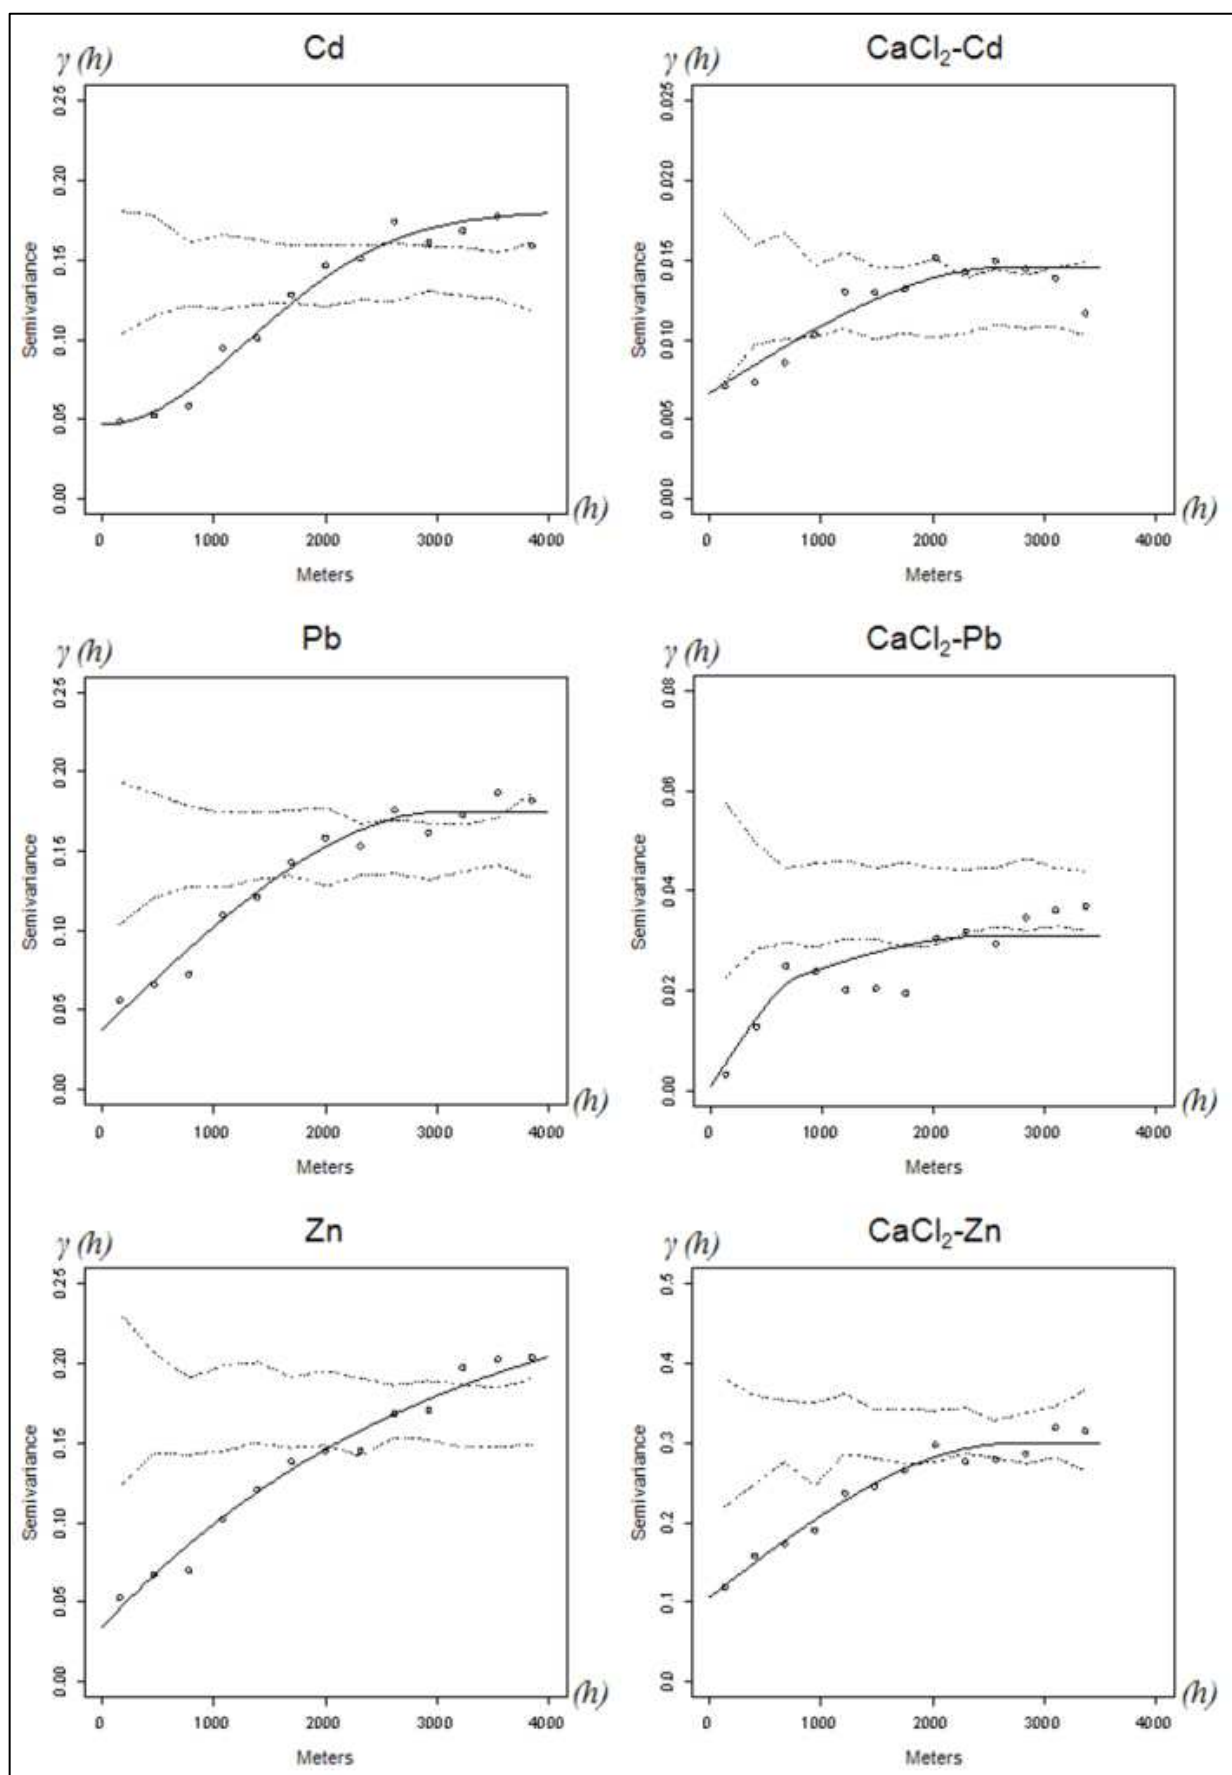 Cd
γ (h)
Semivariance
0.00 0.05 0.10 0.15 0.20 0.25
0 1000 2000 3000 4000
(h)
Meters
CaCl₂-Cd
γ (h)
Semivariance
0.000 0.005 0.010 0.015 0.020 0.025
0 1000 2000 3000 4000
(h)
Meters
Pb
γ (h)
Semivariance
0.00 0.05 0.10 0.15 0.20 0.25
0 1000 2000 3000 4000
(h)
Meters
CaCl₂-Pb
γ (h)
Semivariance
0.00 0.02 0.04 0.06 0.08
0 1000 2000 3000 4000
(h)
Meters
Zn
γ (h)
Semivariance
0.00 0.05 0.10 0.15 0.20 0.25
0 1000 2000 3000 4000
(h)
Meters
CaCl₂-Zn
γ (h)
Semivariance
0.0 0.1 0.2 0.3 0.4 0.5
0 1000 2000 3000 4000
(h)
Meters